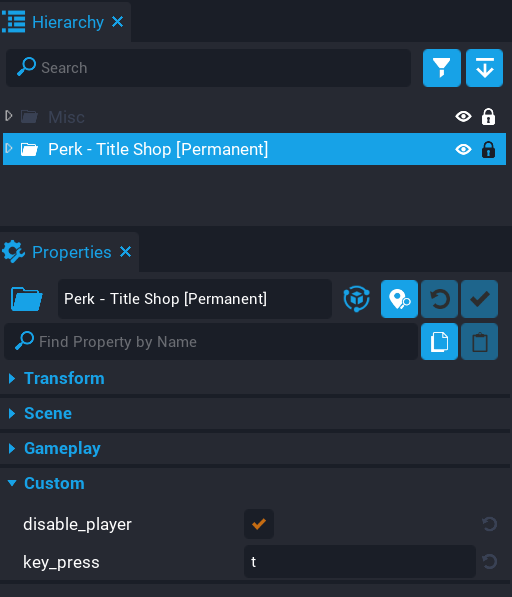 Hierarchy
Search
Misc
Perk - Title Shop [Permanent]
Properties
Perk - Title Shop [Permanent]
Find Property by Name
Transform
Scene
Gameplay
Custom
disable_player
key_press t